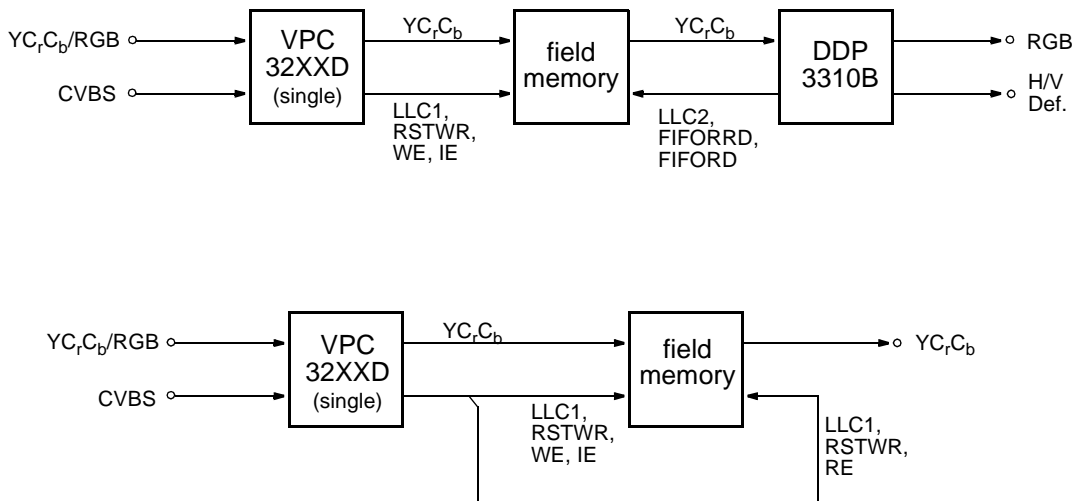 YCrCb/RGB
CVBS
VPC
32XXD
(single)
YCrCb
LLC1,
RSTWR,
WE, IE
field
memory
YCrCb
LLC2,
FIFORRD,
FIFORD
DDP
3310B
RGB
H/V
Def.
YCrCb/RGB
CVBS
VPC
32XXD
(single)
YCrCb
LLC1,
RSTWR,
WE, IE
field
memory
YCrCb
LLC1,
RSTWR,
RE